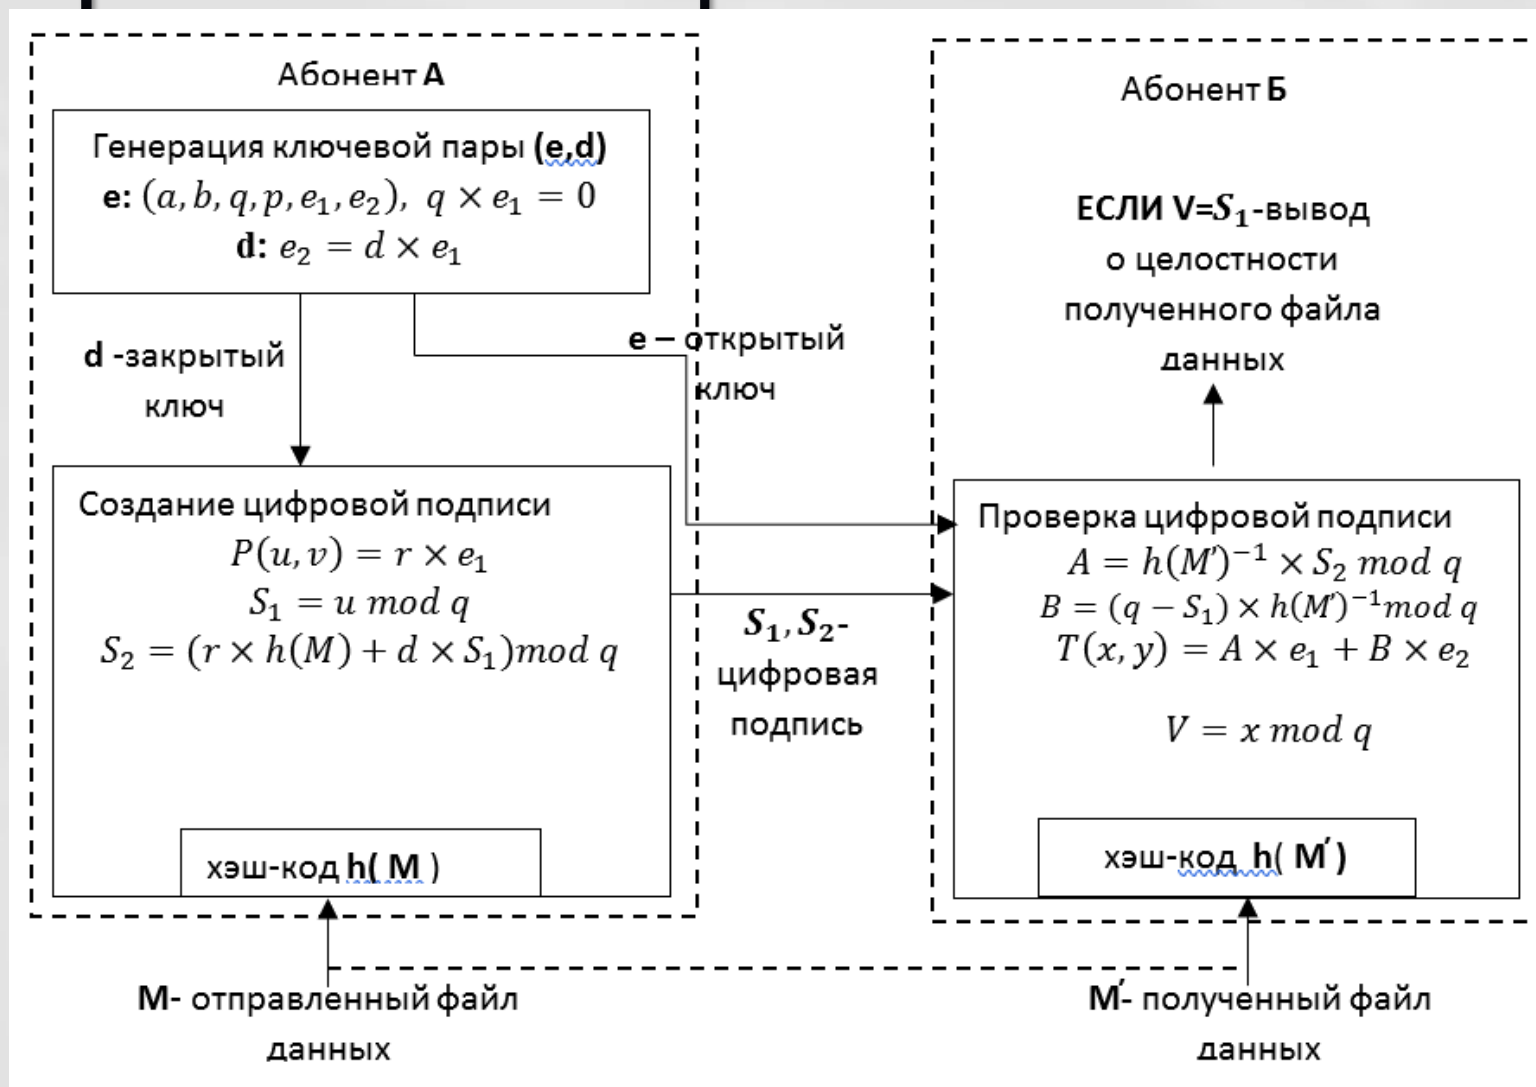 Абонент А
Генерация ключевой пары (e,d)
e: (a, b, q, p, e₁, e₂), q × e₁ = 0
d: e₂ = d × e₁
d -закрытый
ключ
e – открытый
ключ
Создание цифровой подписи
P(u, v) = r × e₁
S₁ = u mod q
S₂ = (r × h(M) + d × S₁)mod q
хэш-код h( M )
M- отправленный файл
данных
S₁, S₂-
цифровая
подпись
Абонент Б
ЕСЛИ V=S₁-вывод
о целостности
полученного файла
данных
Проверка цифровой подписи
A = h(M′)⁻¹ × S₂ mod q
B = (q − S₁) × h(M′)⁻¹mod q
T(x, y) = A × e₁ + B × e₂
V = x mod q
хэш-код h( M′)
M′- полученный файл
данных